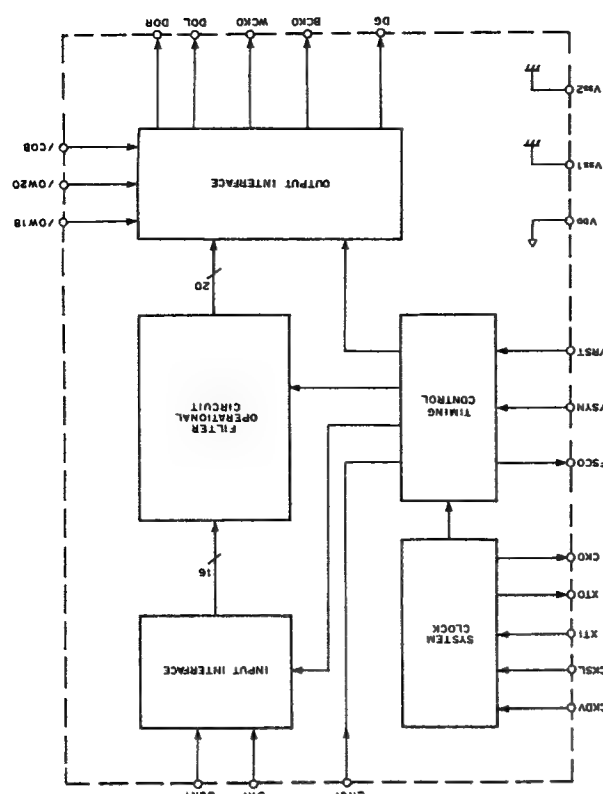 CKDV
CKSL
XTI
XTO
CKO
SYSTEM
CLOCK
INPUT INTERFACE
16
FSCO
/SYN
/RST
TIMING
CONTROL
FILTER
OPERATIONAL
CIRCUIT
20
VDD
Vss1
Vss2
OUTPUT INTERFACE
/OW18
/OW20
/COB
DG
BCKO
WCKO
DOL
DOR